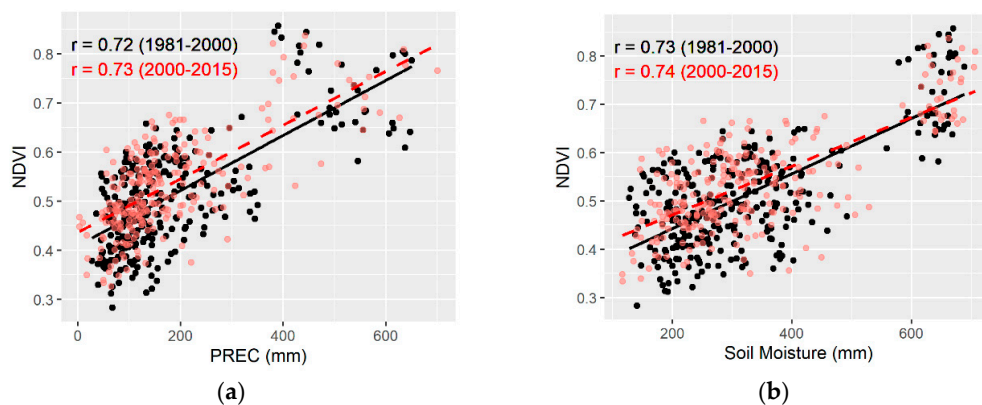 r = 0.72 (1981-2000)
r = 0.73 (2000-2015)
NDVI
0.8
0.7
0.6
0.5
0.4
0.3
0
200
400
600
PREC (mm)
(a)
r = 0.73 (1981-2000)
r = 0.74 (2000-2015)
NDVI
0.8
0.7
0.6
0.5
0.4
0.3
200
400
600
Soil Moisture (mm)
(b)